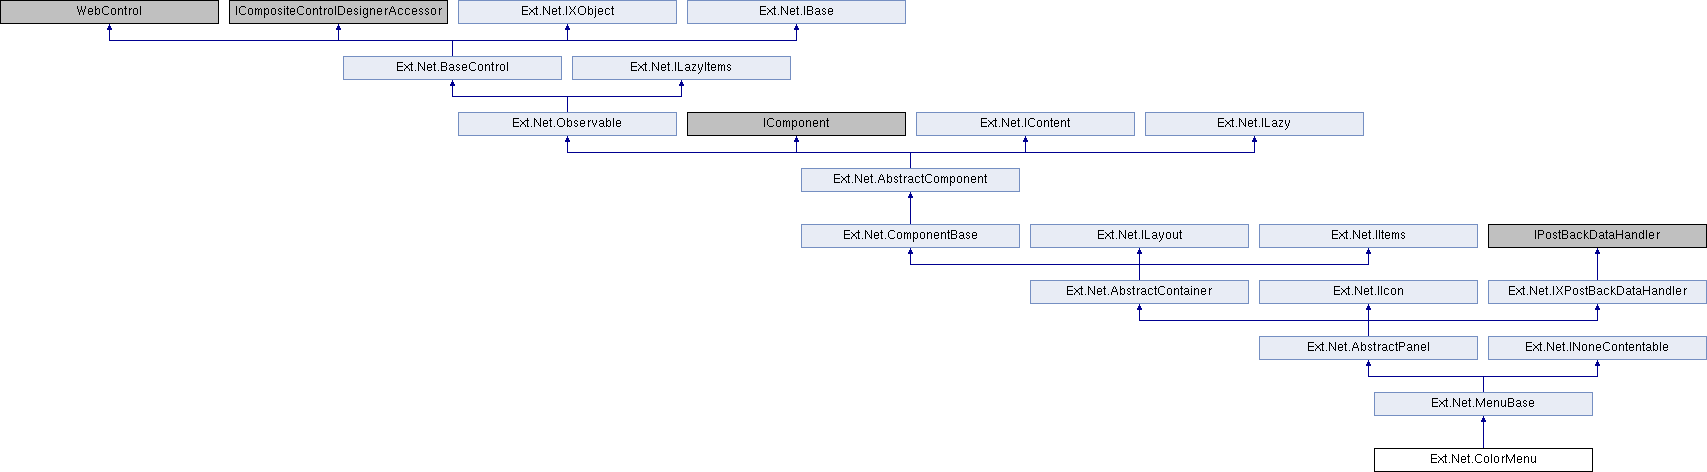 WebControl
ICompositeControlDesignerAccessor
Ext.Net.IXObject
Ext.Net.IBase
Ext.Net.BaseControl
Ext.Net.ILazyItems
Ext.Net.Observable
IComponent
Ext.Net.IContent
Ext.Net.ILazy
Ext.Net.AbstractComponent
Ext.Net.ComponentBase
Ext.Net.ILayout
Ext.Net.IItems
IPostBackDataHandler
Ext.Net.AbstractContainer
Ext.Net.IIcon
Ext.Net.IXPostBackDataHandler
Ext.Net.AbstractPanel
Ext.Net.INoneContentable
Ext.Net.MenuBase
Ext.Net.ColorMenu